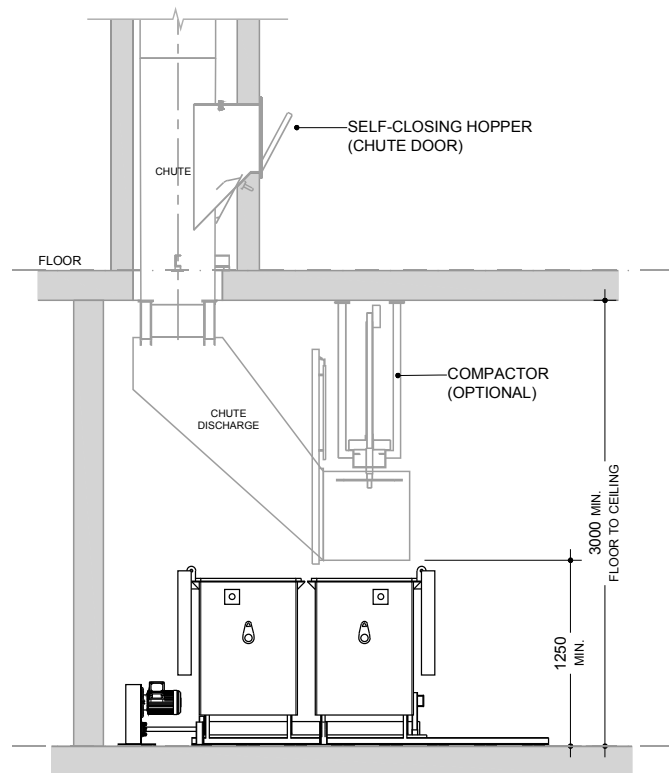 SELF-CLOSING HOPPER
(CHUTE DOOR)
CHUTE
FLOOR
COMPACTOR
(OPTIONAL)
CHUTE
DISCHARGE
3000 MIN.
FLOOR TO CEILING
1250
MIN.